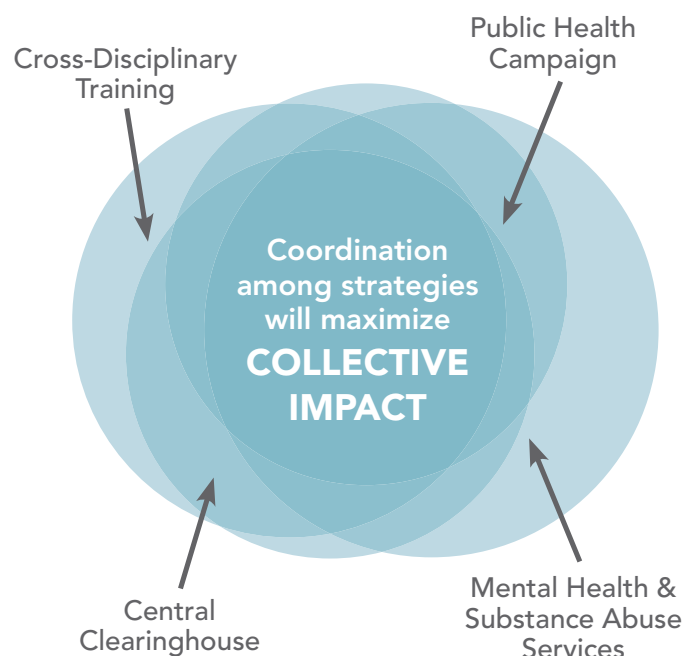 Public Health
Campaign
Cross-Disciplinary
Training
Coordination
among strategies
will maximize
COLLECTIVE
IMPACT
Central
Clearinghouse
Mental Health &
Substance Abuse
Services